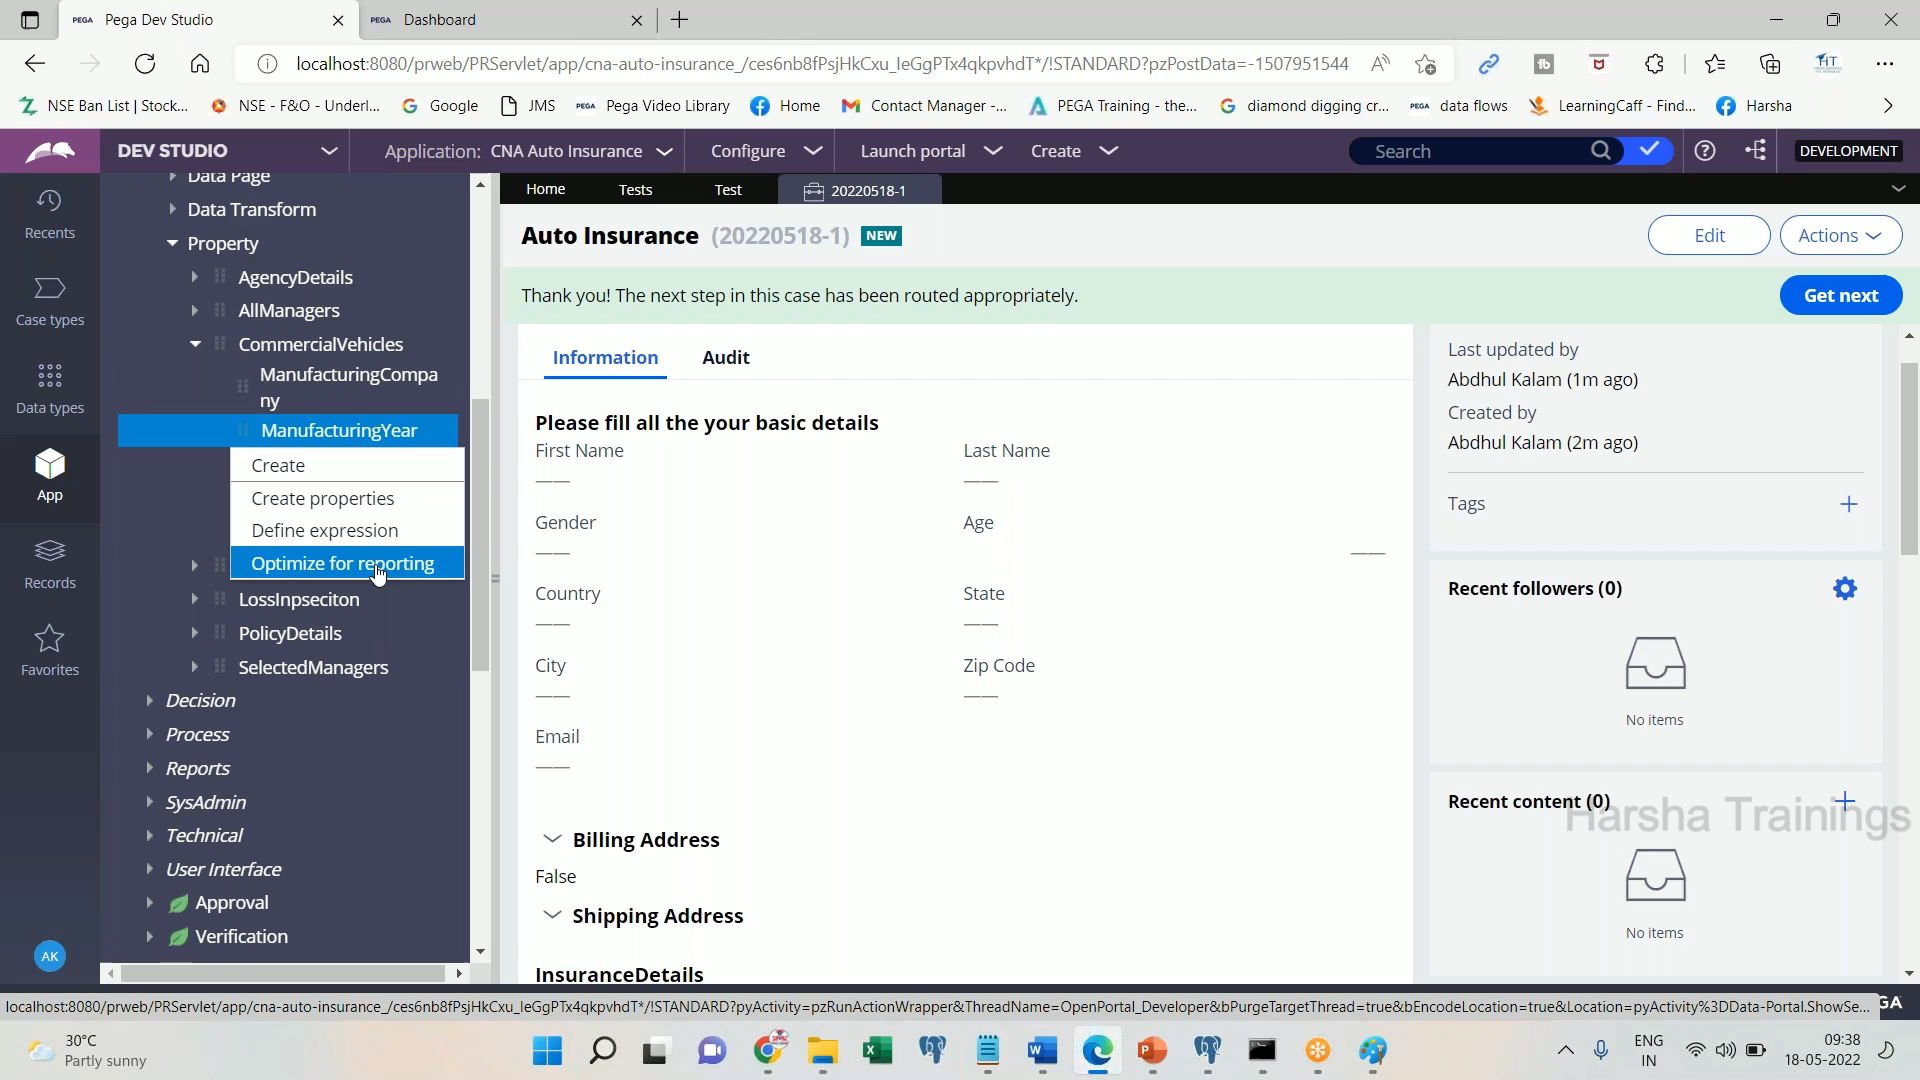 PEGA Pega Dev Studio
PEGA Dashboard
localhost:8080/prweb/PRServlet/app/cna-auto-insurance_/ces6nb8fPsjHkCxu_leGgPTx4qkpvhdT*/!STANDARD?pzPostData=-1507951544
NSE Ban List | Stock...
NSE - F&O - Underl...
Google
JMS
PEGA Pega Video Library
Home
Contact Manager -...
PEGA Training - the...
diamond digging cr...
PEGA data flows
LearningCaff - Find...
Harsha
DEV STUDIO
Application: CNA Auto Insurance
Configure
Launch portal
Create
Search
DEVELOPMENT
Recents
Case types
Data types
App
Records
Favorites
AK
Data Page
Data Transform
Property
AgencyDetails
AllManagers
CommercialVehicles
ManufacturingCompa
ny
ManufacturingYear
Create
Create properties
Define expression
Optimize for reporting
LossInpseciton
PolicyDetails
SelectedManagers
Decision
Process
Reports
SysAdmin
Technical
User Interface
Approval
Verification
Home
Tests
Test
20220518-1
Auto Insurance (20220518-1) NEW
Edit
Actions
Thank you! The next step in this case has been routed appropriately.
Get next
Information
Audit
Please fill all the your basic details
First Name
Last Name
Gender
Age
Country
State
City
Zip Code
Email
Billing Address
False
Shipping Address
InsuranceDetails
Last updated by
Abdhul Kalam (1m ago)
Created by
Abdhul Kalam (2m ago)
Tags
Recent followers (0)
No items
Recent content (0)
Harsha Trainings
No items
localhost:8080/prweb/PRServlet/app/cna-auto-insurance_/ces6nb8fPsjHkCxu_leGgPTx4qkpvhdT*/!STANDARD?pyActivity=pzRunActionWrapper&ThreadName=OpenPortal_Developer&bPurgeTargetThread=true&bEncodeLocation=true&Location=pyActivity%3DData-Portal.ShowSe...
GA
30°C
Partly sunny
ENG
IN
09:38
18-05-2022